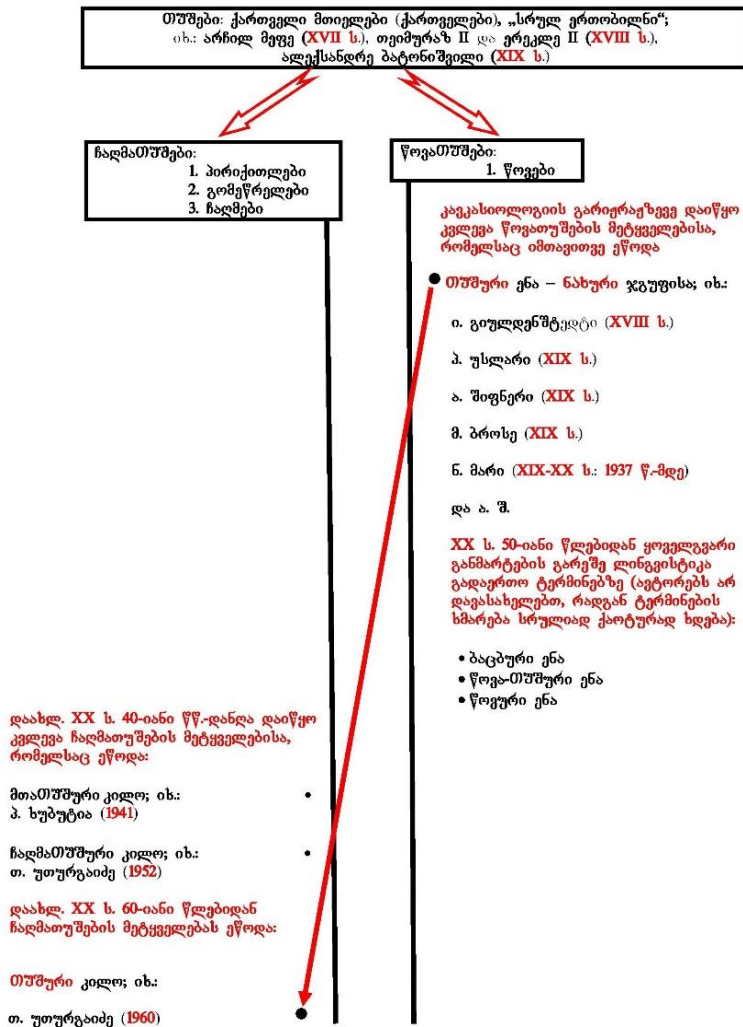 თუშები: ქართველი მთიელები (ქართველები), „სრულ ერთობილნი“;
იხ.: არჩილ მეფე (XVII ს.), თეიმურაზ II და ერეკლე II (XVIII ს.),
ალექსანდრე ბატონიშვილი (XIX ს.)
ჩაღმათუშები:
1. პირიქითლები
2. გომეწრელები
3. ჩაღმები
წოვათუშები:
1. წოვები
კავკასიოლოგიის გარიჟრაჟზევე დაიწყო
კვლევა წოვათუშების მეტყველებისა,
რომელსაც იმთავითვე ეწოდა
• თუშური ენა – ნახური ჯგუფისა; იხ.:
ი. გიულდენშტედტი (XVIII ს.)
პ. უსლარი (XIX ს.)
ა. შიფნერი (XIX ს.)
მ. ბროსე (XIX ს.)
ნ. მარი (XIX-XX ს.: 1937 წ.-მდე)
და ა. შ.
XX ს. 50-იანი წლებიდან ყოველგვარი
განმარტების გარეშე ლინგვისტიკა
გადაერთო ტერმინებზე (ავტორებს არ
დავასახელებთ, რადგან ტერმინების
ხმარება სრულიად ქაოტურად ხდება):
• ბაცბური ენა
• წოვა-თუშური ენა
• წოვური ენა
დაახლ. XX ს. 40-იანი წწ.-დანღა დაიწყო
კვლევა ჩაღმათუშების მეტყველებისა,
რომელსაც ეწოდა:
მთათუშური კილო; იხ.: •
პ. ხუბუტია (1941)
ჩაღმათუშური კილო; იხ.: •
თ. უთურგაიძე (1952)
დაახლ. XX ს. 60-იანი წლებიდან
ჩაღმათუშების მეტყველებას ეწოდა:
თუშური კილო; იხ.:
თ. უთურგაიძე (1960) •